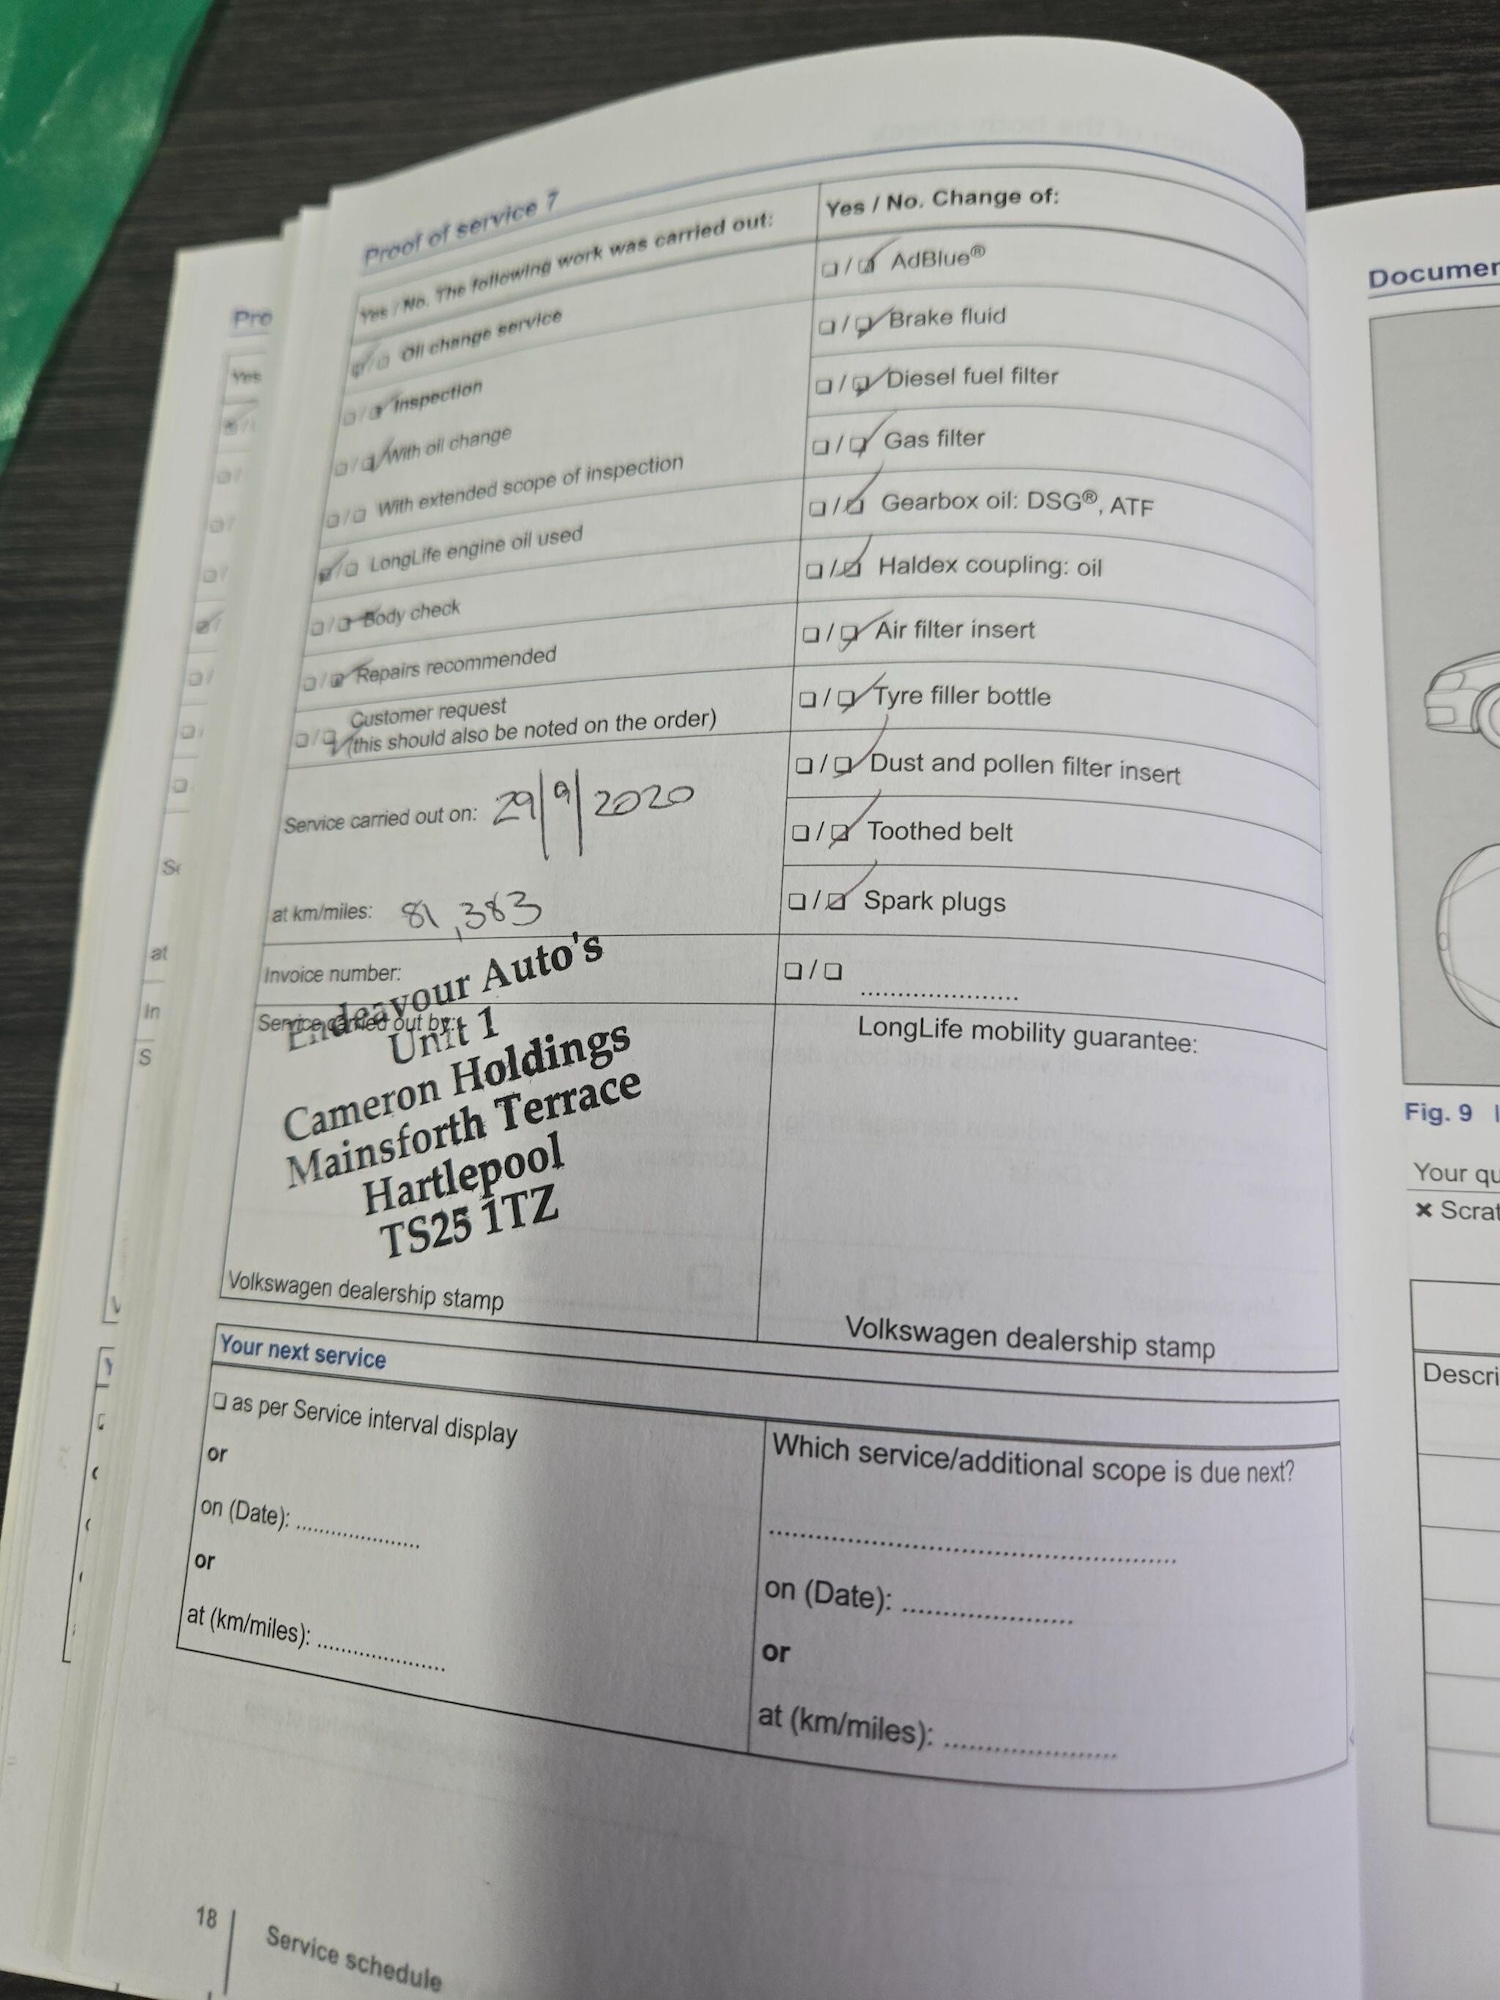 Proof of service 7
Yes / No. The following work was carried out:
☑/☐ Oil change service
☐/☑ Inspection
☐/☑ With oil change
☐/☐ With extended scope of inspection
☑/☐ LongLife engine oil used
☐/☑ Body check
☐/☑ Repairs recommended
☐/☑ Customer request
(this should also be noted on the order)
Service carried out on: 29/9/2020
at km/miles: 81,383
Invoice number:
Service carried out by:
Endeavour Auto's
Unit 1
Cameron Holdings
Mainsforth Terrace
Hartlepool
TS25 1TZ
Volkswagen dealership stamp
Yes / No. Change of:
☐/☑ AdBlue®
☐/☑ Brake fluid
☐/☑ Diesel fuel filter
☐/☑ Gas filter
☐/☑ Gearbox oil: DSG®, ATF
☐/☑ Haldex coupling: oil
☐/☑ Air filter insert
☐/☑ Tyre filler bottle
☐/☑ Dust and pollen filter insert
☐/☑ Toothed belt
☐/☑ Spark plugs
☐/☐ ....................
LongLife mobility guarantee:
Volkswagen dealership stamp
Your next service
☐ as per Service interval display
or
on (Date): ....................
or
at (km/miles): ....................
Which service/additional scope is due next?
..................................................
on (Date): ....................
or
at (km/miles): ....................
18
Service schedule
Pro
Yes
at
In
S
Documen
Fig. 9
Your qu
✖ Scrat
Descri